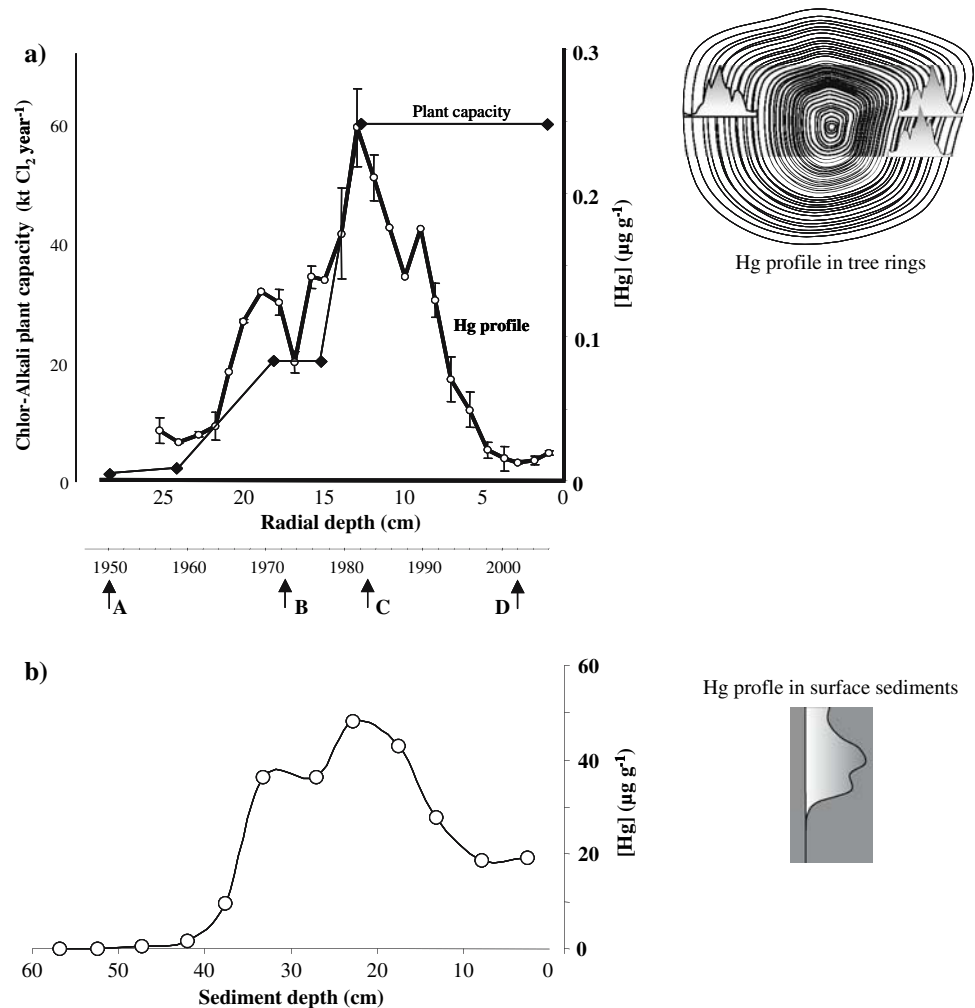 a)
Chlor-Alkali plant capacity (kt Cl2 year-1)
60
40
20
0
0.3
0.2
0.1
0
[Hg] (µg g-1)
Plant capacity
Hg profile
25 20 15 10 5 0
Radial depth (cm)
1950 1960 1970 1980 1990 2000
A B C D
Hg profile in tree rings
b)
60
40
20
0
[Hg] (µg g-1)
60 50 40 30 20 10 0
Sediment depth (cm)
Hg profle in surface sediments